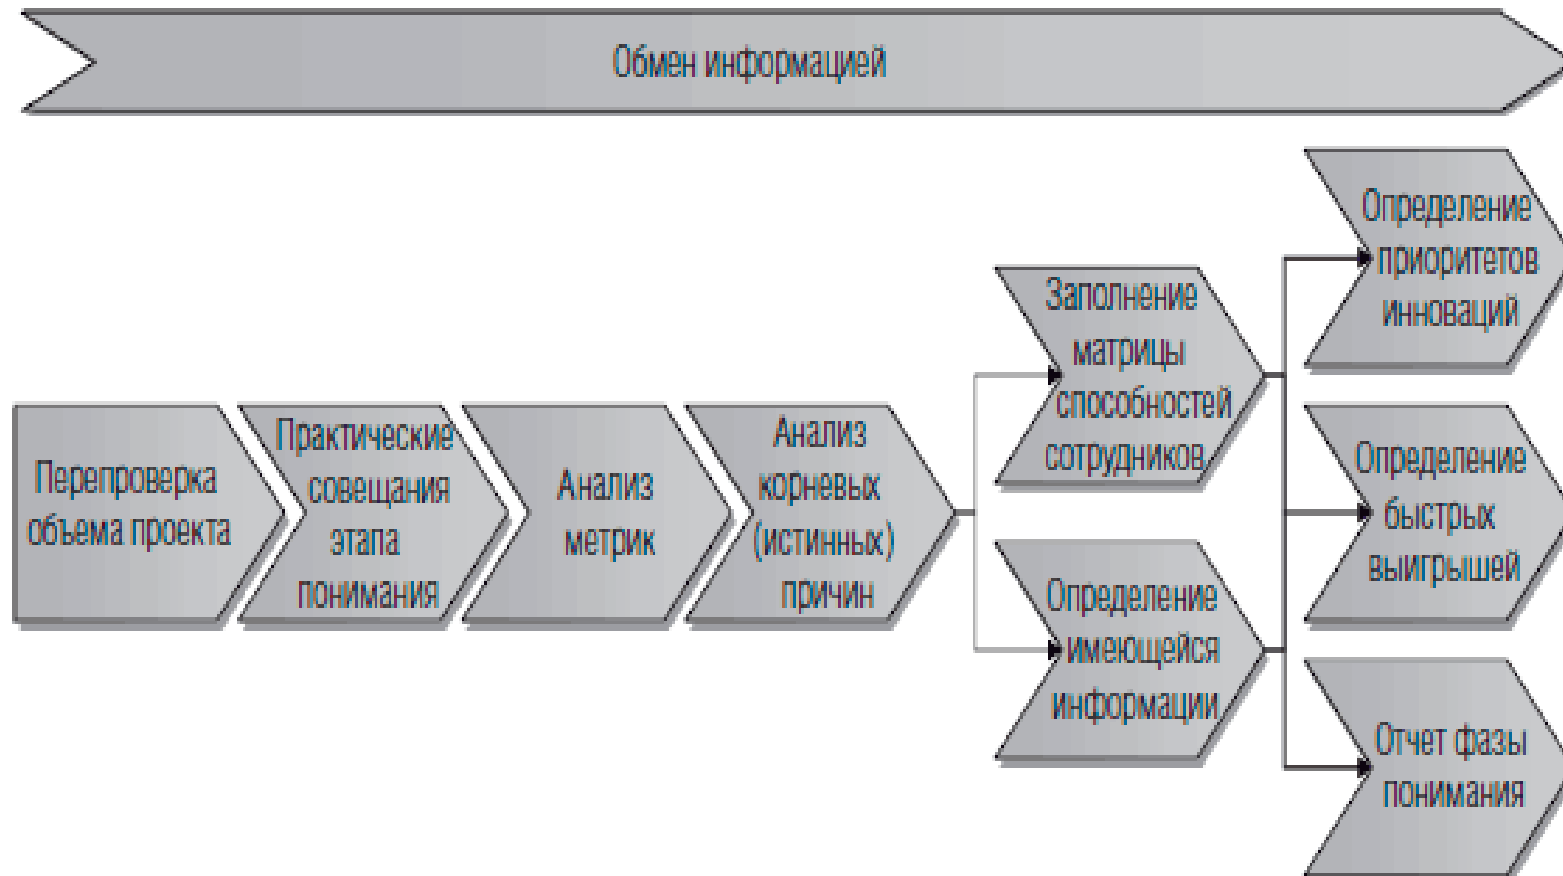 Обмен информацией
Перепроверка
объема проекта
Практические
совещания
этапа
понимания
Анализ
метрик
Анализ
корневых
(истинных)
причин
Заполнение
матрицы
способностей
сотрудников
Определение
имеющейся
информации
Определение
приоритетов
инноваций
Определение
быстрых
выигрышей
Отчет фазы
понимания